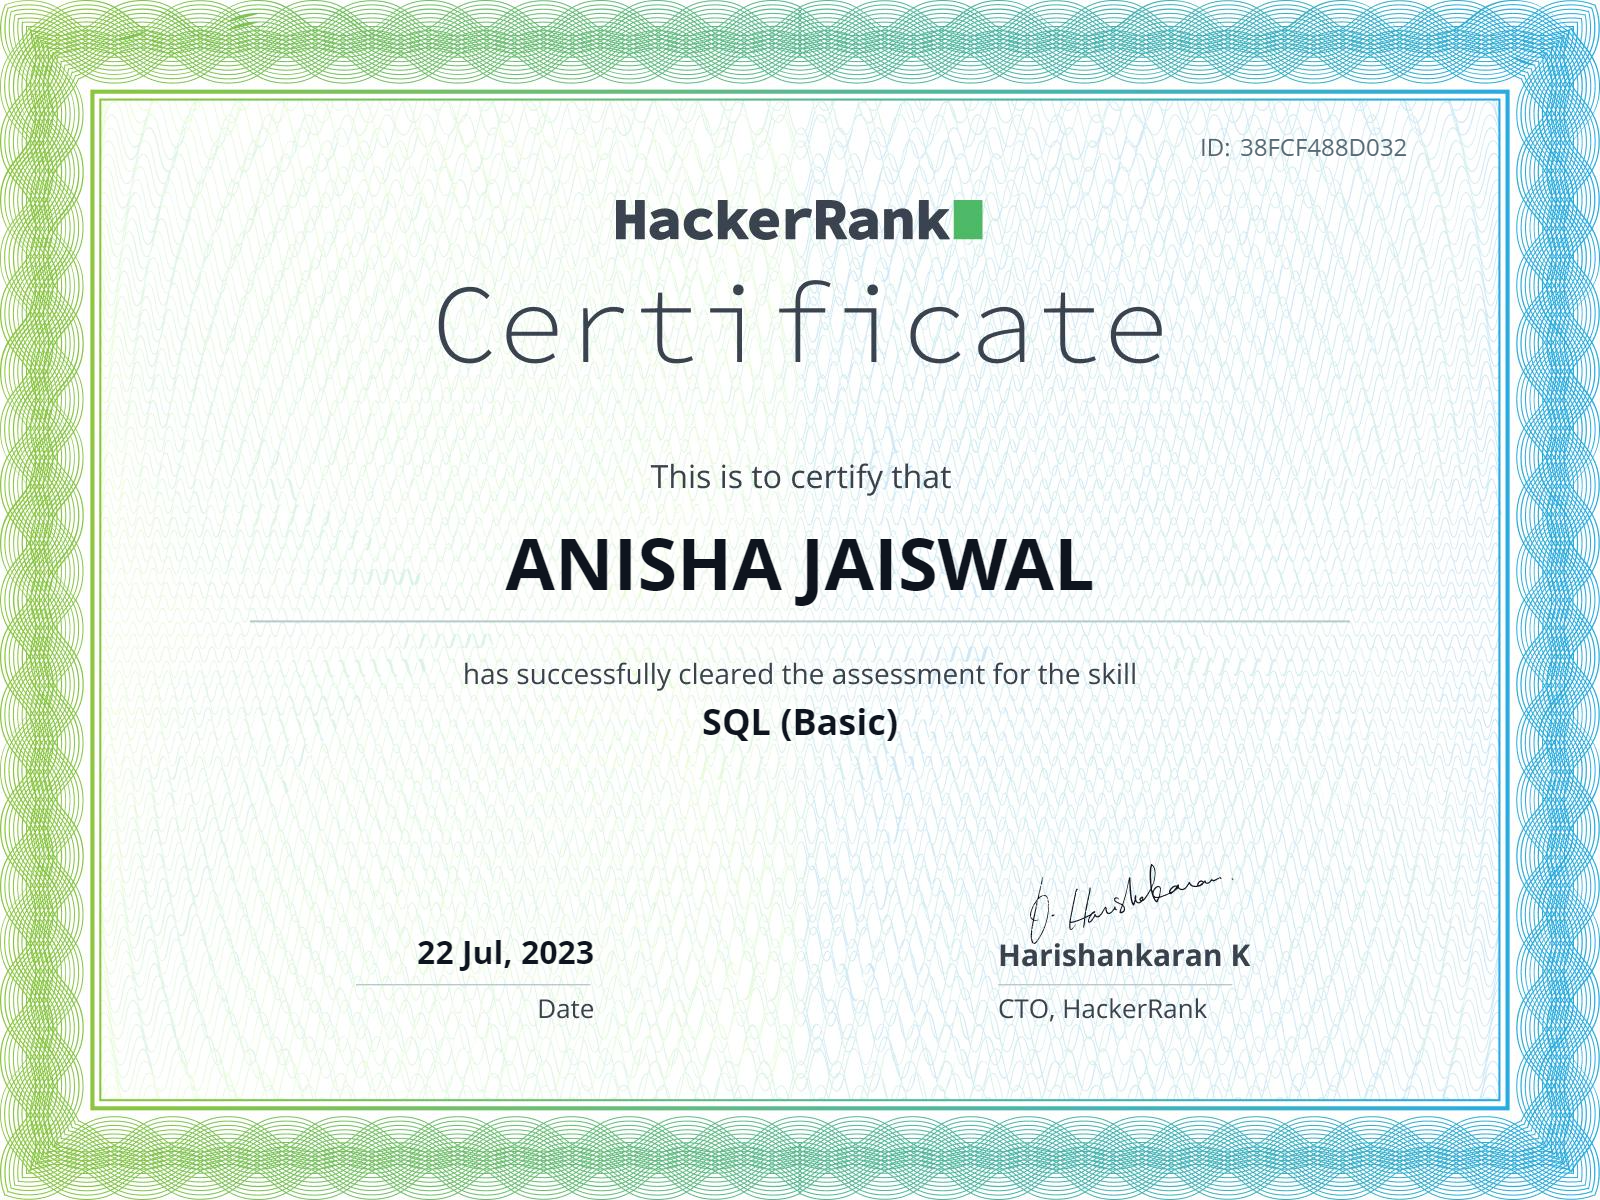 ID: 38FCF488D032
HackerRank
Certificate
This is to certify that
ANISHA JAISWAL
has successfully cleared the assessment for the skill
SQL (Basic)
22 Jul, 2023
Date
Harishankaran
Harishankaran K
CTO, HackerRank